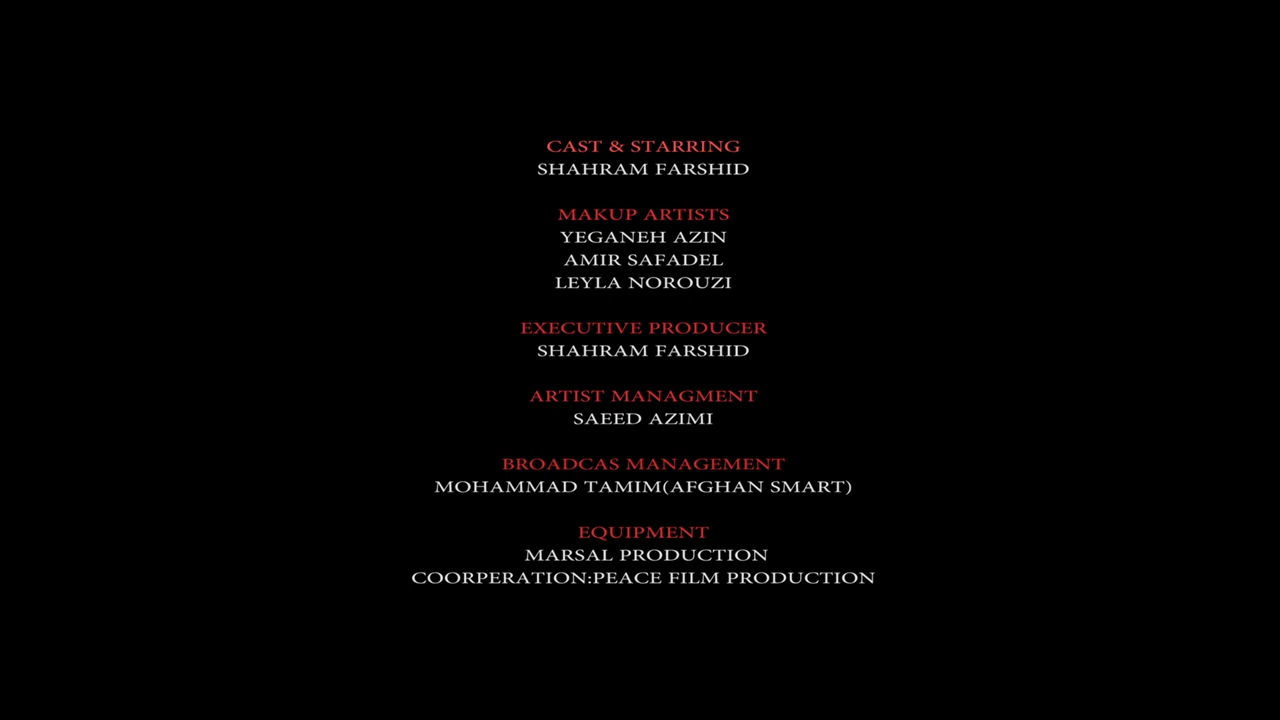 CAST & STARRING
SHAHRAM FARSHID
MAKUP ARTISTS
YEGANEH AZIN
AMIR SAFADEL
LEYLA NOROUZI
EXECUTIVE PRODUCER
SHAHRAM FARSHID
ARTIST MANAGMENT
SAEED AZIMI
BROADCAS MANAGEMENT
MOHAMMAD TAMIM(AFGHAN SMART)
EQUIPMENT
MARSAL PRODUCTION
COORPERATION:PEACE FILM PRODUCTION